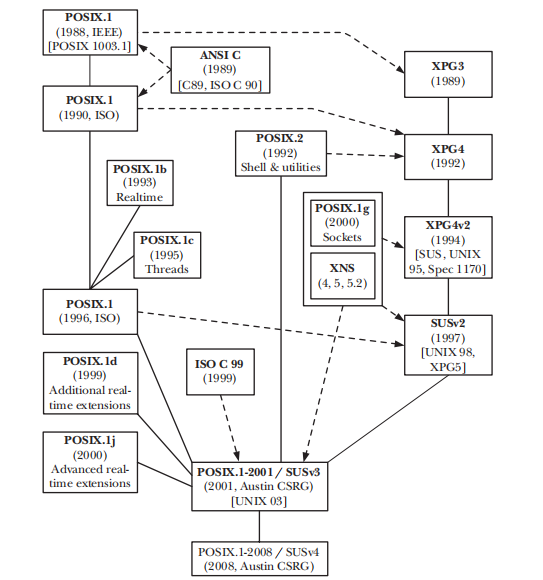 POSIX.1
(1988, IEEE)
[POSIX 1003.1]
ANSI C
(1989)
[C89, ISO C 90]
XPG3
(1989)
POSIX.1
(1990, ISO)
POSIX.2
(1992)
Shell & utilities
XPG4
(1992)
POSIX.1b
(1993)
Realtime
POSIX.1c
(1995)
Threads
POSIX.1g
(2000)
Sockets
XNS
(4, 5, 5.2)
XPG4v2
(1994)
[SUS, UNIX
95, Spec 1170]
POSIX.1
(1996, ISO)
SUSv2
(1997)
[UNIX 98,
XPG5]
POSIX.1d
(1999)
Additional real-
time extensions
ISO C 99
(1999)
POSIX.1j
(2000)
Advanced real-
time extensions
POSIX.1-2001 / SUSv3
(2001, Austin CSRG)
[UNIX 03]
POSIX.1-2008 / SUSv4
(2008, Austin CSRG)